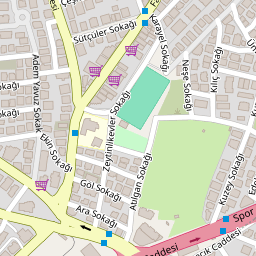 Sütçüler Sokağı
Karayel Sokağı
Adem Yavuz Sokak
Neşe Sokağı
Kılıç Sokağı
Zeytinlikevler Sokağı
Ekin Sokağı
Atılgan Sokağı
Göl Sokağı
Kuzey Sokağı
Ara Sokağı
Spor
Caddesi